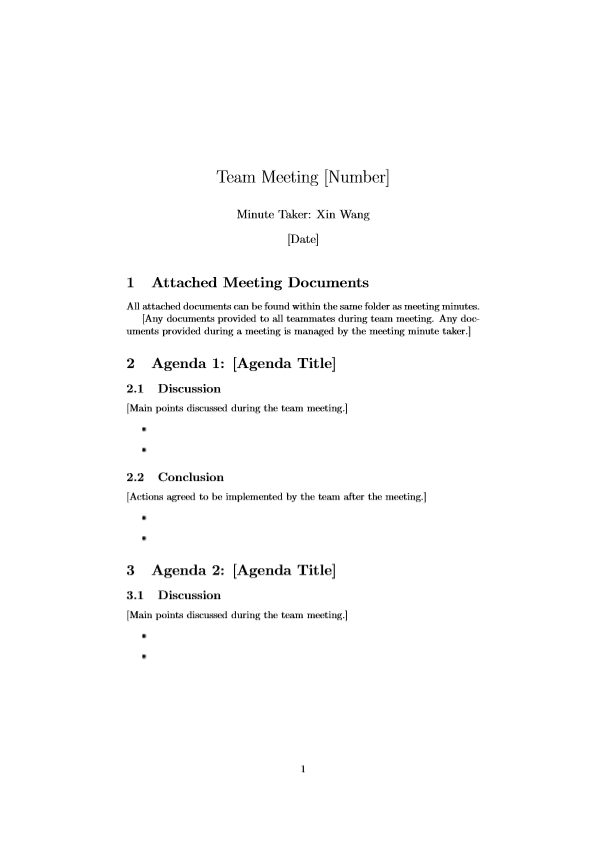 Team Meeting [Number]
Minute Taker: Xin Wang
[Date]
1 Attached Meeting Documents
All attached documents can be found within the same folder as meeting minutes.
[Any documents provided to all teammates during team meeting. Any doc-
uments provided during a meeting is managed by the meeting minute taker.]
2 Agenda 1: [Agenda Title]
2.1 Discussion
[Main points discussed during the team meeting.]
•
•
2.2 Conclusion
[Actions agreed to be implemented by the team after the meeting.]
•
•
3 Agenda 2: [Agenda Title]
3.1 Discussion
[Main points discussed during the team meeting.]
•
•
1